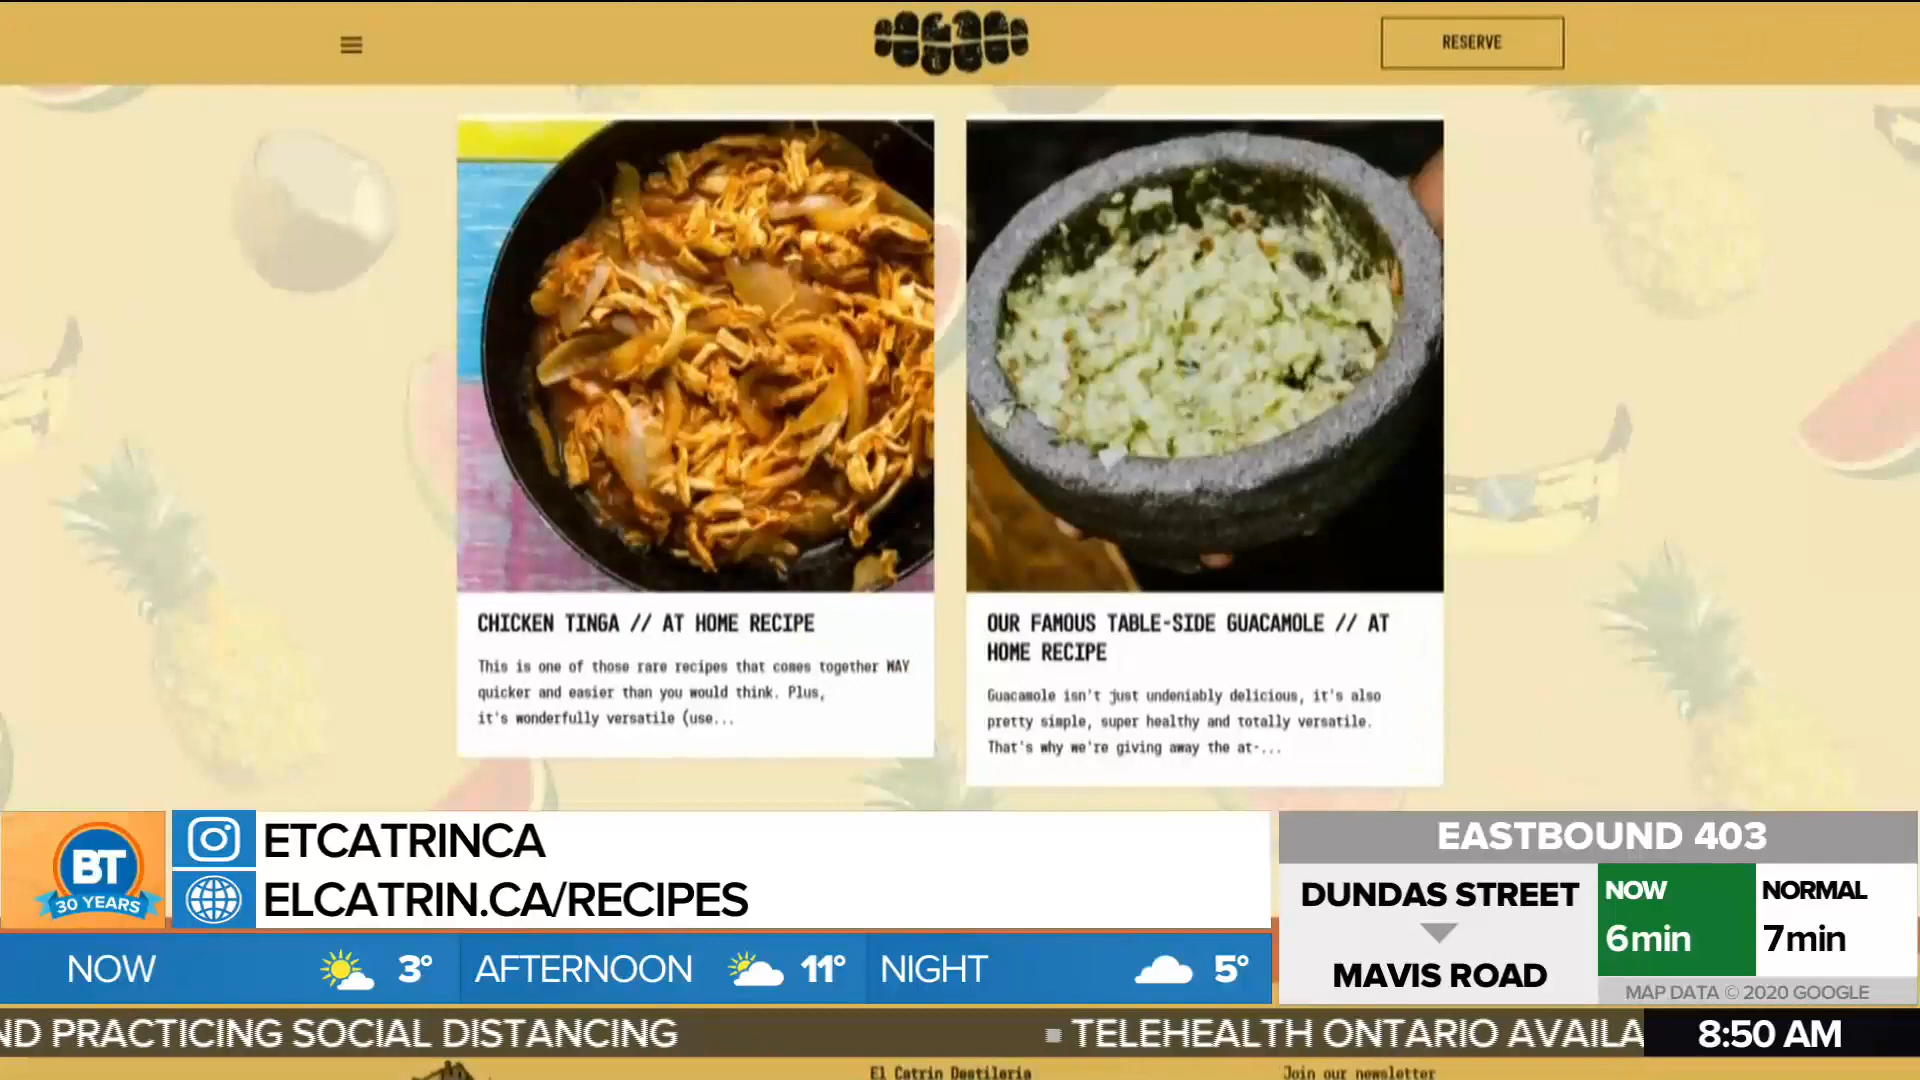 RESERVE
CHICKEN TINGA // AT HOME RECIPE
This is one of those rare recipes that comes together WAY
quicker and easier than you would think. Plus,
it's wonderfully versatile (use...
OUR FAMOUS TABLE-SIDE GUACAMOLE // AT
HOME RECIPE
Guacamole isn't just undeniably delicious, it's also
pretty simple, super healthy and totally versatile.
That's why we're giving away the at-...
BT
30 YEARS
ETCATRINCA
ELCATRIN.CA/RECIPES
EASTBOUND 403
DUNDAS STREET
MAVIS ROAD
NOW
6min
NORMAL
7min
MAP DATA © 2020 GOOGLE
NOW 3° AFTERNOON 11° NIGHT 5°
ND PRACTICING SOCIAL DISTANCING TELEHEALTH ONTARIO AVAILA
8:50 AM
El Catrin Destileria
Join our newsletter